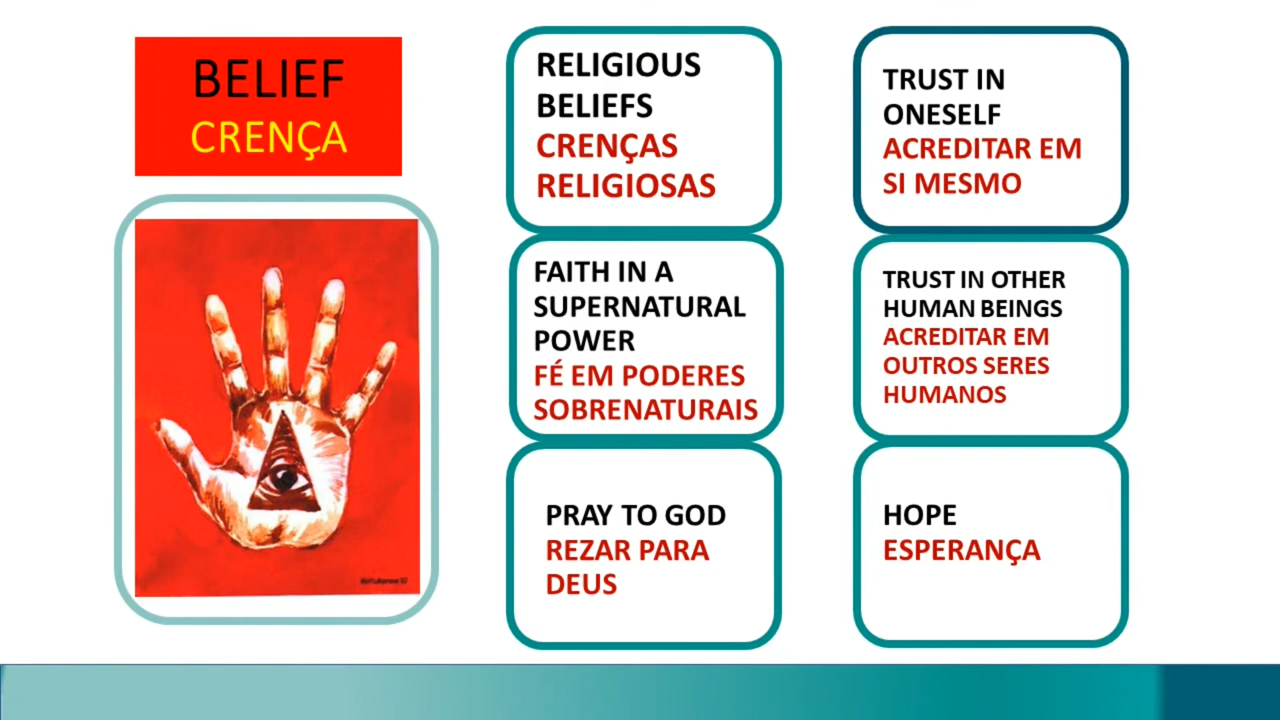 BELIEF
CRENÇA
RELIGIOUS
BELIEFS
CRENÇAS
RELIGIOSAS
FAITH IN A
SUPERNATURAL
POWER
FÉ EM PODERES
SOBRENATURAIS
PRAY TO GOD
REZAR PARA
DEUS
TRUST IN
ONESELF
ACREDITAR EM
SI MESMO
TRUST IN OTHER
HUMAN BEINGS
ACREDITAR EM
OUTROS SERES
HUMANOS
HOPE
ESPERANÇA